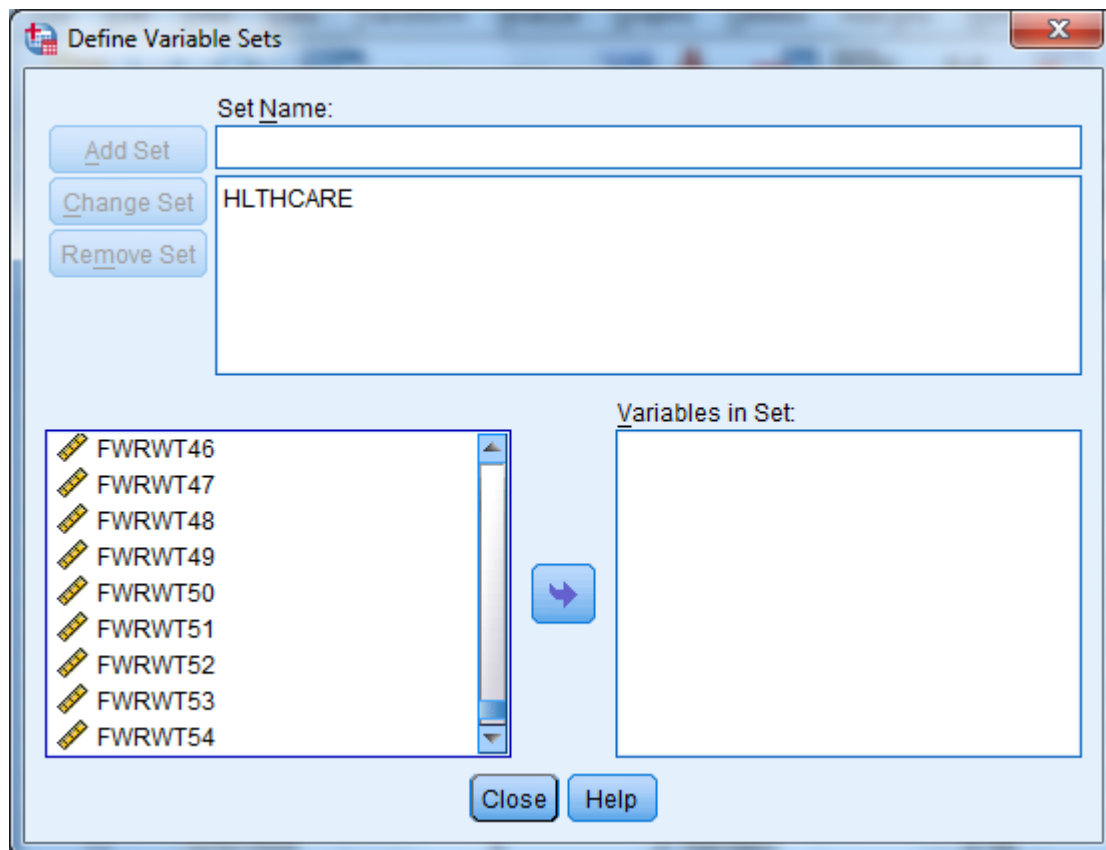 Define Variable Sets
Set Name:
Add Set
Change Set
HLTHCARE
Remove Set
Variables in Set:
FWRWT46
FWRWT47
FWRWT48
FWRWT49
FWRWT50
FWRWT51
FWRWT52
FWRWT53
FWRWT54
Close Help